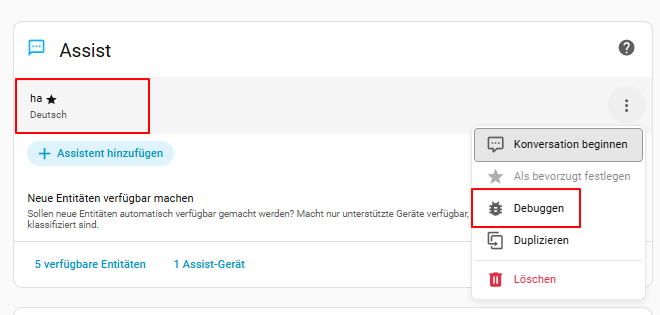 Assist
ha
Deutsch
Konversation beginnen
Assistent hinzufügen
Als bevorzugt festlegen
Neue Entitäten verfügbar machen
Debuggen
Sollen neue Entitäten automatisch verfügbar gemacht werden? Macht nur unterstützte Geräte verfügbar,
klassifiziert sind.
Duplizieren
5 verfügbare Entitäten
1 Assist-Gerät
Löschen